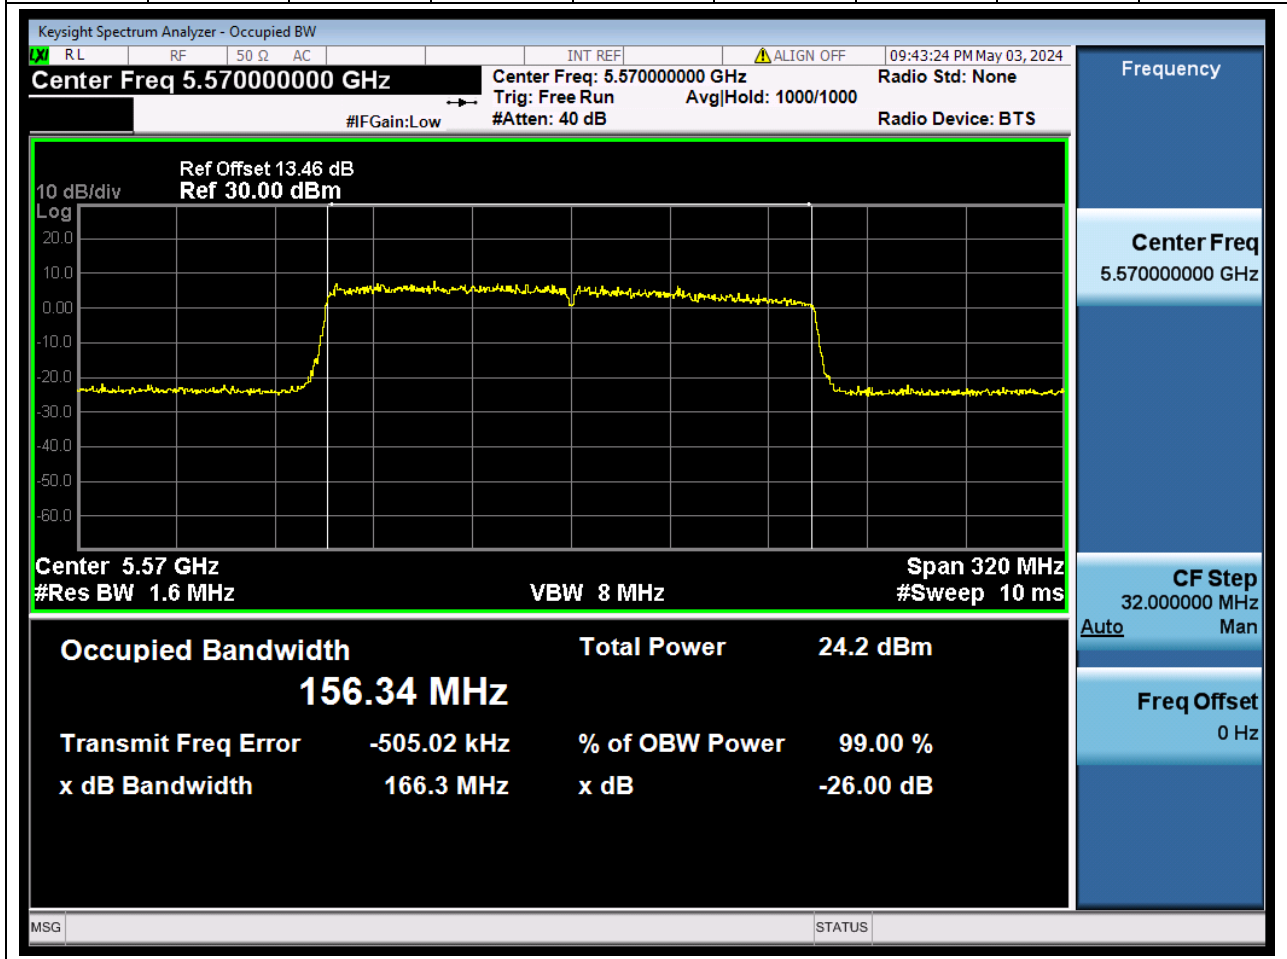 Keysight Spectrum Analyzer - Occupied BW
LXI RL RF 50 Ω AC INT REF ALIGN OFF 09:43:24 PM May 03, 2024
Center Freq 5.570000000 GHz
Center Freq: 5.570000000 GHz
Radio Std: None
Trig: Free Run Avg|Hold: 1000/1000
#IFGain:Low
#Atten: 40 dB
Radio Device: BTS
Ref Offset 13.46 dB
10 dB/div Ref 30.00 dBm
Log
20.0
10.0
0.00
-10.0
-20.0
-30.0
-40.0
-50.0
-60.0
Center 5.57 GHz Span 320 MHz
#Res BW 1.6 MHz VBW 8 MHz #Sweep 10 ms
Occupied Bandwidth Total Power 24.2 dBm
156.34 MHz
Transmit Freq Error -505.02 kHz % of OBW Power 99.00 %
x dB Bandwidth 166.3 MHz x dB -26.00 dB
Frequency
Center Freq
5.570000000 GHz
CF Step
32.000000 MHz
Auto Man
Freq Offset
0 Hz
MSG STATUS